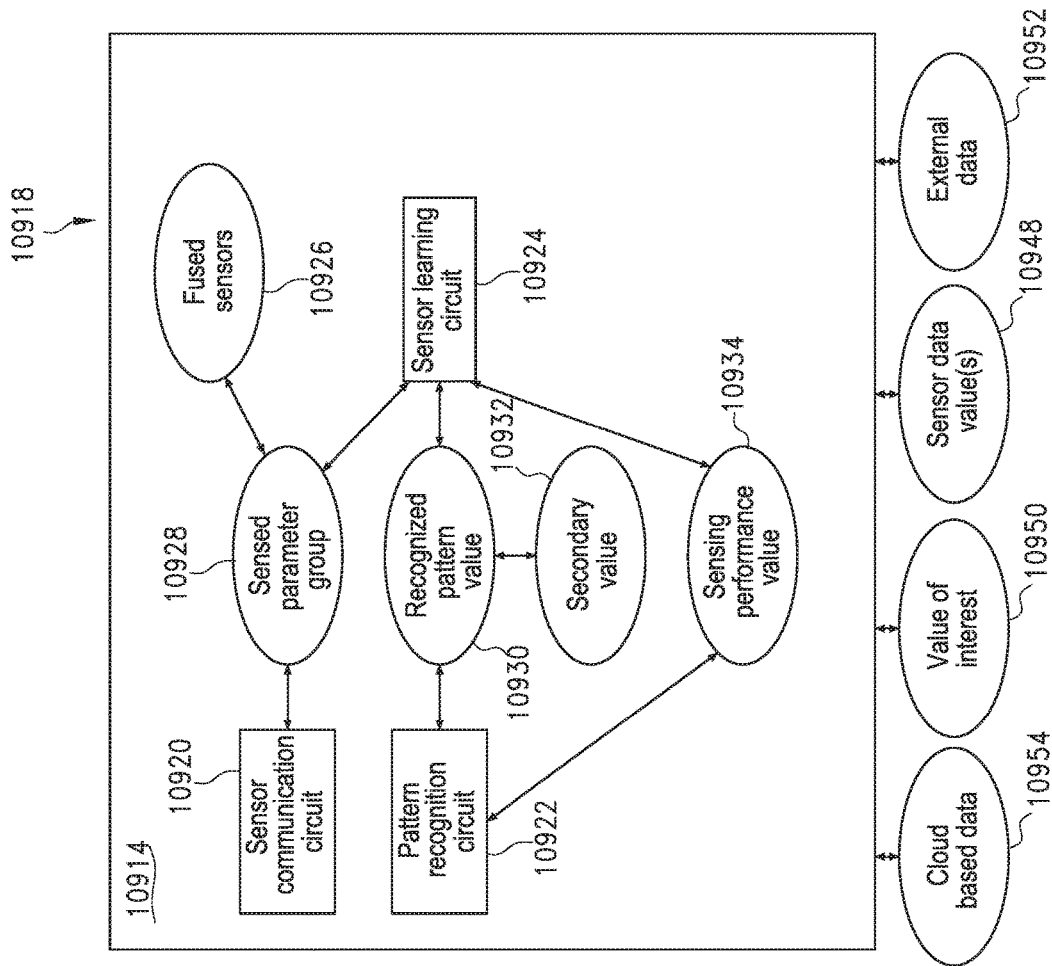 10918
10914
10920
Sensor
communication
circuit
10928
Sensed
parameter
group
Fused
sensors
10926
Pattern
recognition
circuit
10922
Recognized
pattern
value
10930
Sensor learning
circuit
10924
10932
Secondary
value
Sensing
performance
value
10934
Cloud
based data
10954
Value of
interest
10950
Sensor data
value(s)
10948
External
data
10952